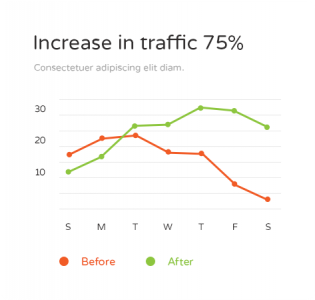 Increase in traffic 75%
Consectetuer adipiscing elit diam.
30
20
10
S M T W T F S
Before After